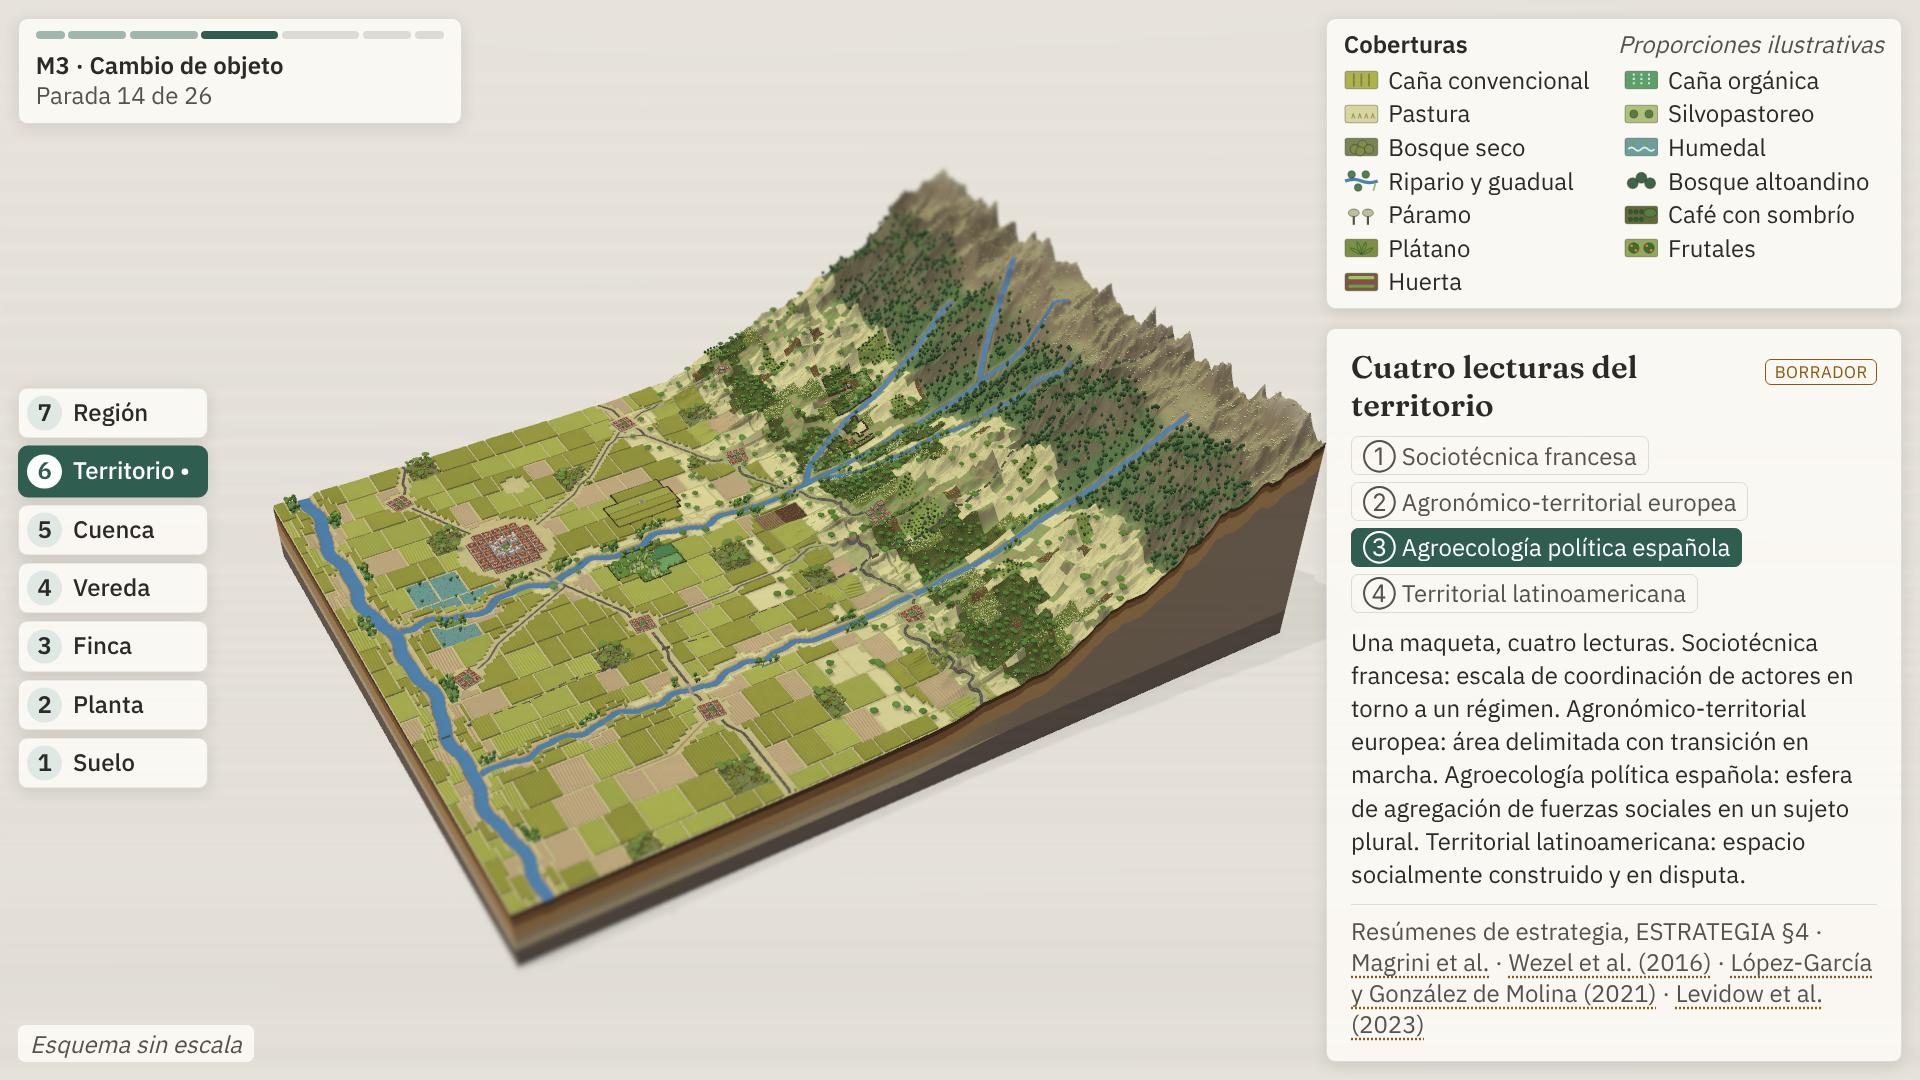 M3 · Cambio de objeto
Parada 14 de 26
7 Región
6 Territorio •
5 Cuenca
4 Vereda
3 Finca
2 Planta
1 Suelo
Esquema sin escala
Coberturas
Proporciones ilustrativas
Caña convencional
Caña orgánica
Pastura
Silvopastoreo
Bosque seco
Humedal
Ripario y guadual
Bosque altoandino
Páramo
Café con sombrío
Plátano
Frutales
Huerta
Cuatro lecturas del
territorio
BORRADOR
1 Sociotécnica francesa
2 Agronómico-territorial europea
3 Agroecología política española
4 Territorial latinoamericana
Una maqueta, cuatro lecturas. Sociotécnica
francesa: escala de coordinación de actores en
torno a un régimen. Agronómico-territorial
europea: área delimitada con transición en
marcha. Agroecología política española: esfera
de agregación de fuerzas sociales en un sujeto
plural. Territorial latinoamericana: espacio
socialmente construido y en disputa.
Resúmenes de estrategia, ESTRATEGIA §4 ·
Magrini et al. · Wezel et al. (2016) · López-García
y González de Molina (2021) · Levidow et al.
(2023)